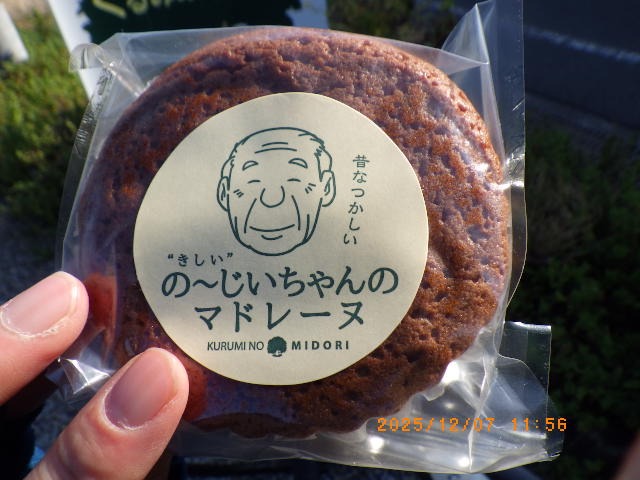 昔なつかしい
“きしい”
の～じいちゃんの
マドレーヌ
KURUMI NO MIDORI
2025/12/07 11:56